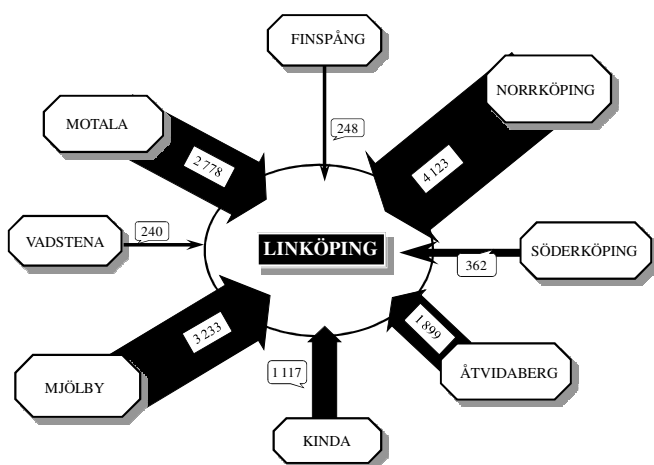 FINSPÅNG
NORRKÖPING
MOTALA
248
2 778
4 123
VADSTENA
240
LINKÖPING
362
SÖDERKÖPING
3 233
1 899
1 117
MJÖLBY
ÅTVIDABERG
KINDA